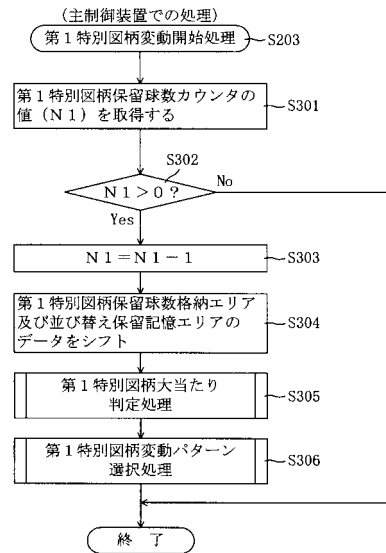 (主制御装置での処理)
第1特別図柄変動開始処理
S203
第1特別図柄保留球数カウンタの
値(N1)を取得する
S301
S302
N1>0?
No
Yes
N1=N1-1
S303
第1特別図柄保留球数格納エリア
及び並び替え保留記憶エリアの
データをシフト
S304
第1特別図柄大当たり
判定処理
S305
第1特別図柄変動パターン
選択処理
S306
終 了